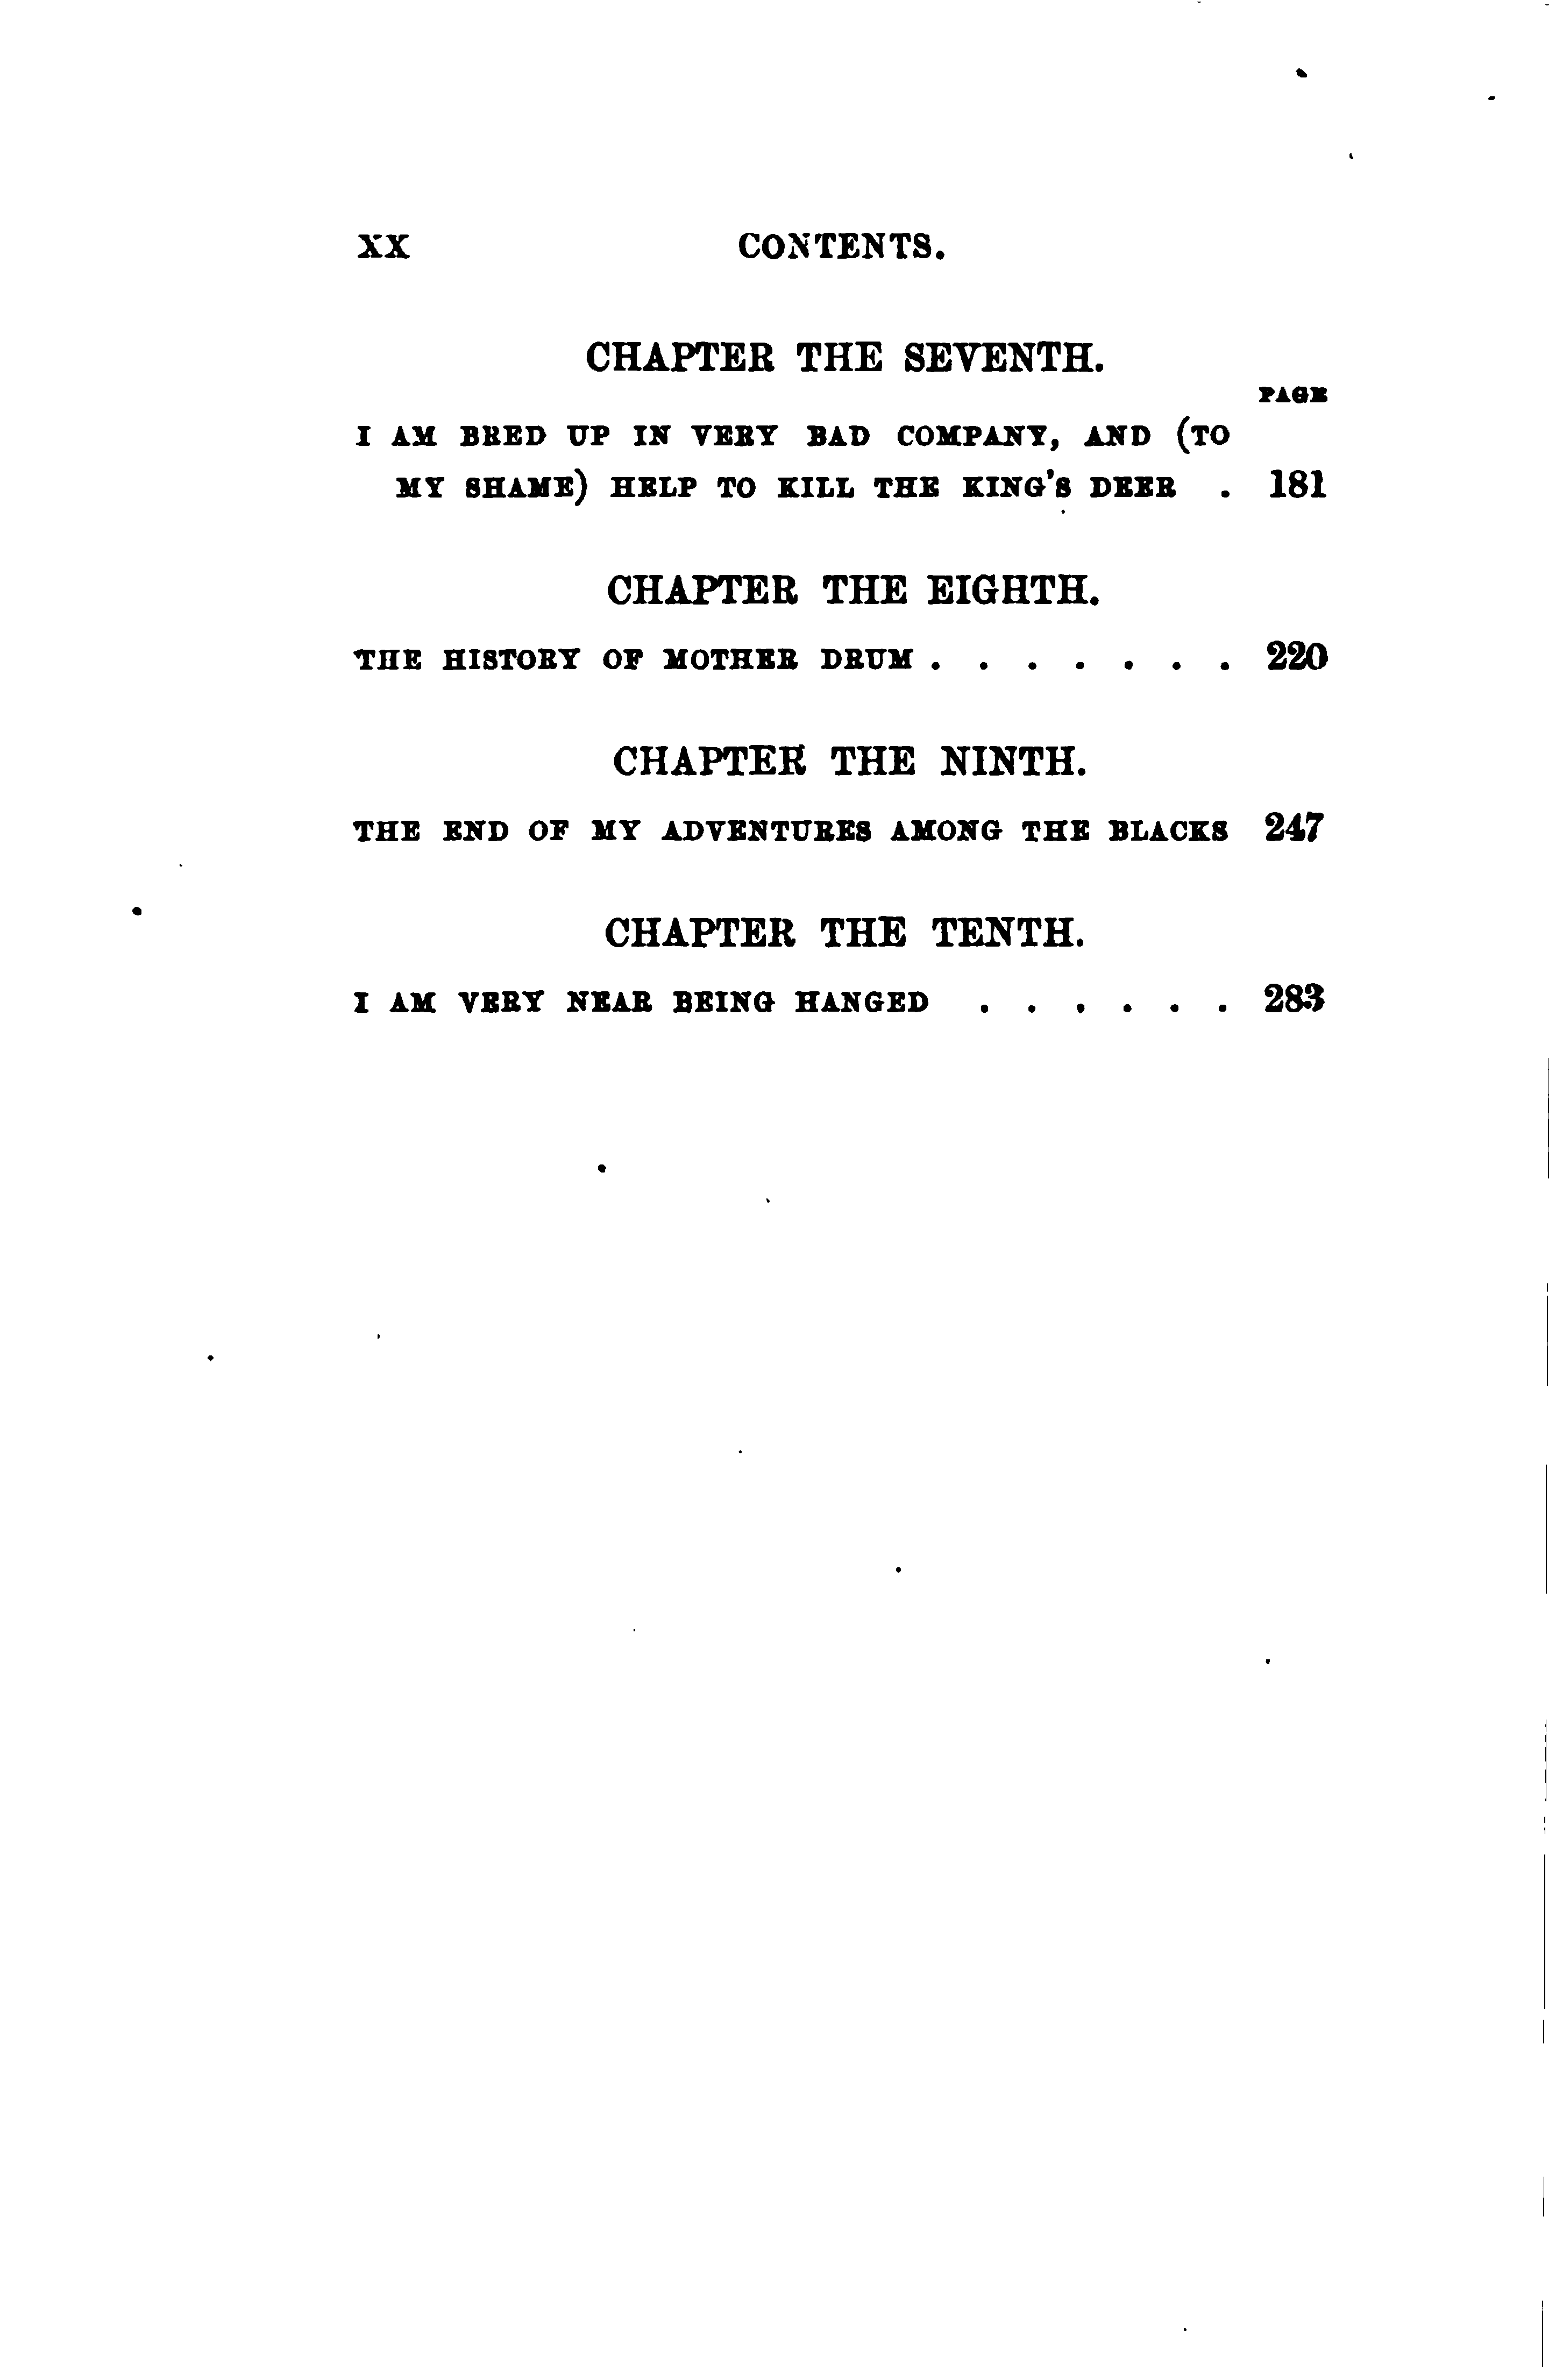 XX CONTENTS.
CHAPTER THE SEVENTH.
PAGE
I AM BRED UP IN VERY BAD COMPANY, AND (TO
MY SHAME) HELP TO KILL THE KING'S DEER . 181
CHAPTER THE EIGHTH.
THE HISTORY OF MOTHER DRUM . . . . . . . 220
CHAPTER THE NINTH.
THE END OF MY ADVENTURES AMONG THE BLACKS 247
CHAPTER THE TENTH.
I AM VERY NEAR BEING HANGED . . . . . . 283